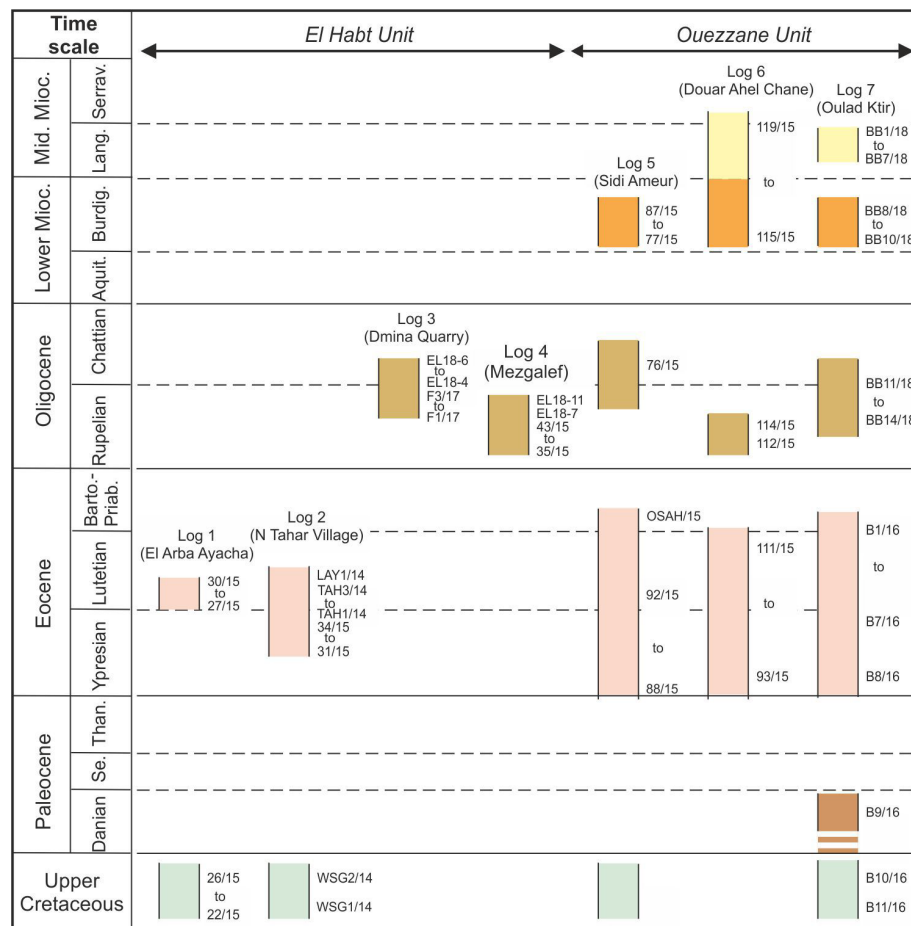 Time
scale
El Habt Unit
Ouezzane Unit
Mid. Mioc.
Serrav.
Lang.
Lower Mioc.
Burdig.
Aquit.
Oligocene
Chattian
Rupelian
Eocene
Barto.-
Priab.
Lutetian
Ypresian
Paleocene
Than.
Se.
Danian
Upper
Cretaceous
Log 1
(El Arba Ayacha)
30/15
to
27/15
26/15
to
22/15
Log 2
(N Tahar Village)
LAY1/14
TAH3/14
to
TAH1/14
34/15
to
31/15
WSG2/14
WSG1/14
Log 3
(Dmina Quarry)
EL18-6
to
EL18-4
F3/17
to
F1/17
Log 4
(Mezgalef)
EL18-11
EL18-7
43/15
to
35/15
Log 5
(Sidi Ameur)
87/15
to
77/15
76/15
OSAH/15
92/15
to
88/15
Log 6
(Douar Ahel Chane)
119/15
to
115/15
114/15
112/15
111/15
to
93/15
Log 7
(Oulad Ktir)
BB1/18
to
BB7/18
BB8/18
to
BB10/18
BB11/18
to
BB14/18
B1/16
to
B7/16
B8/16
B9/16
B10/16
B11/16